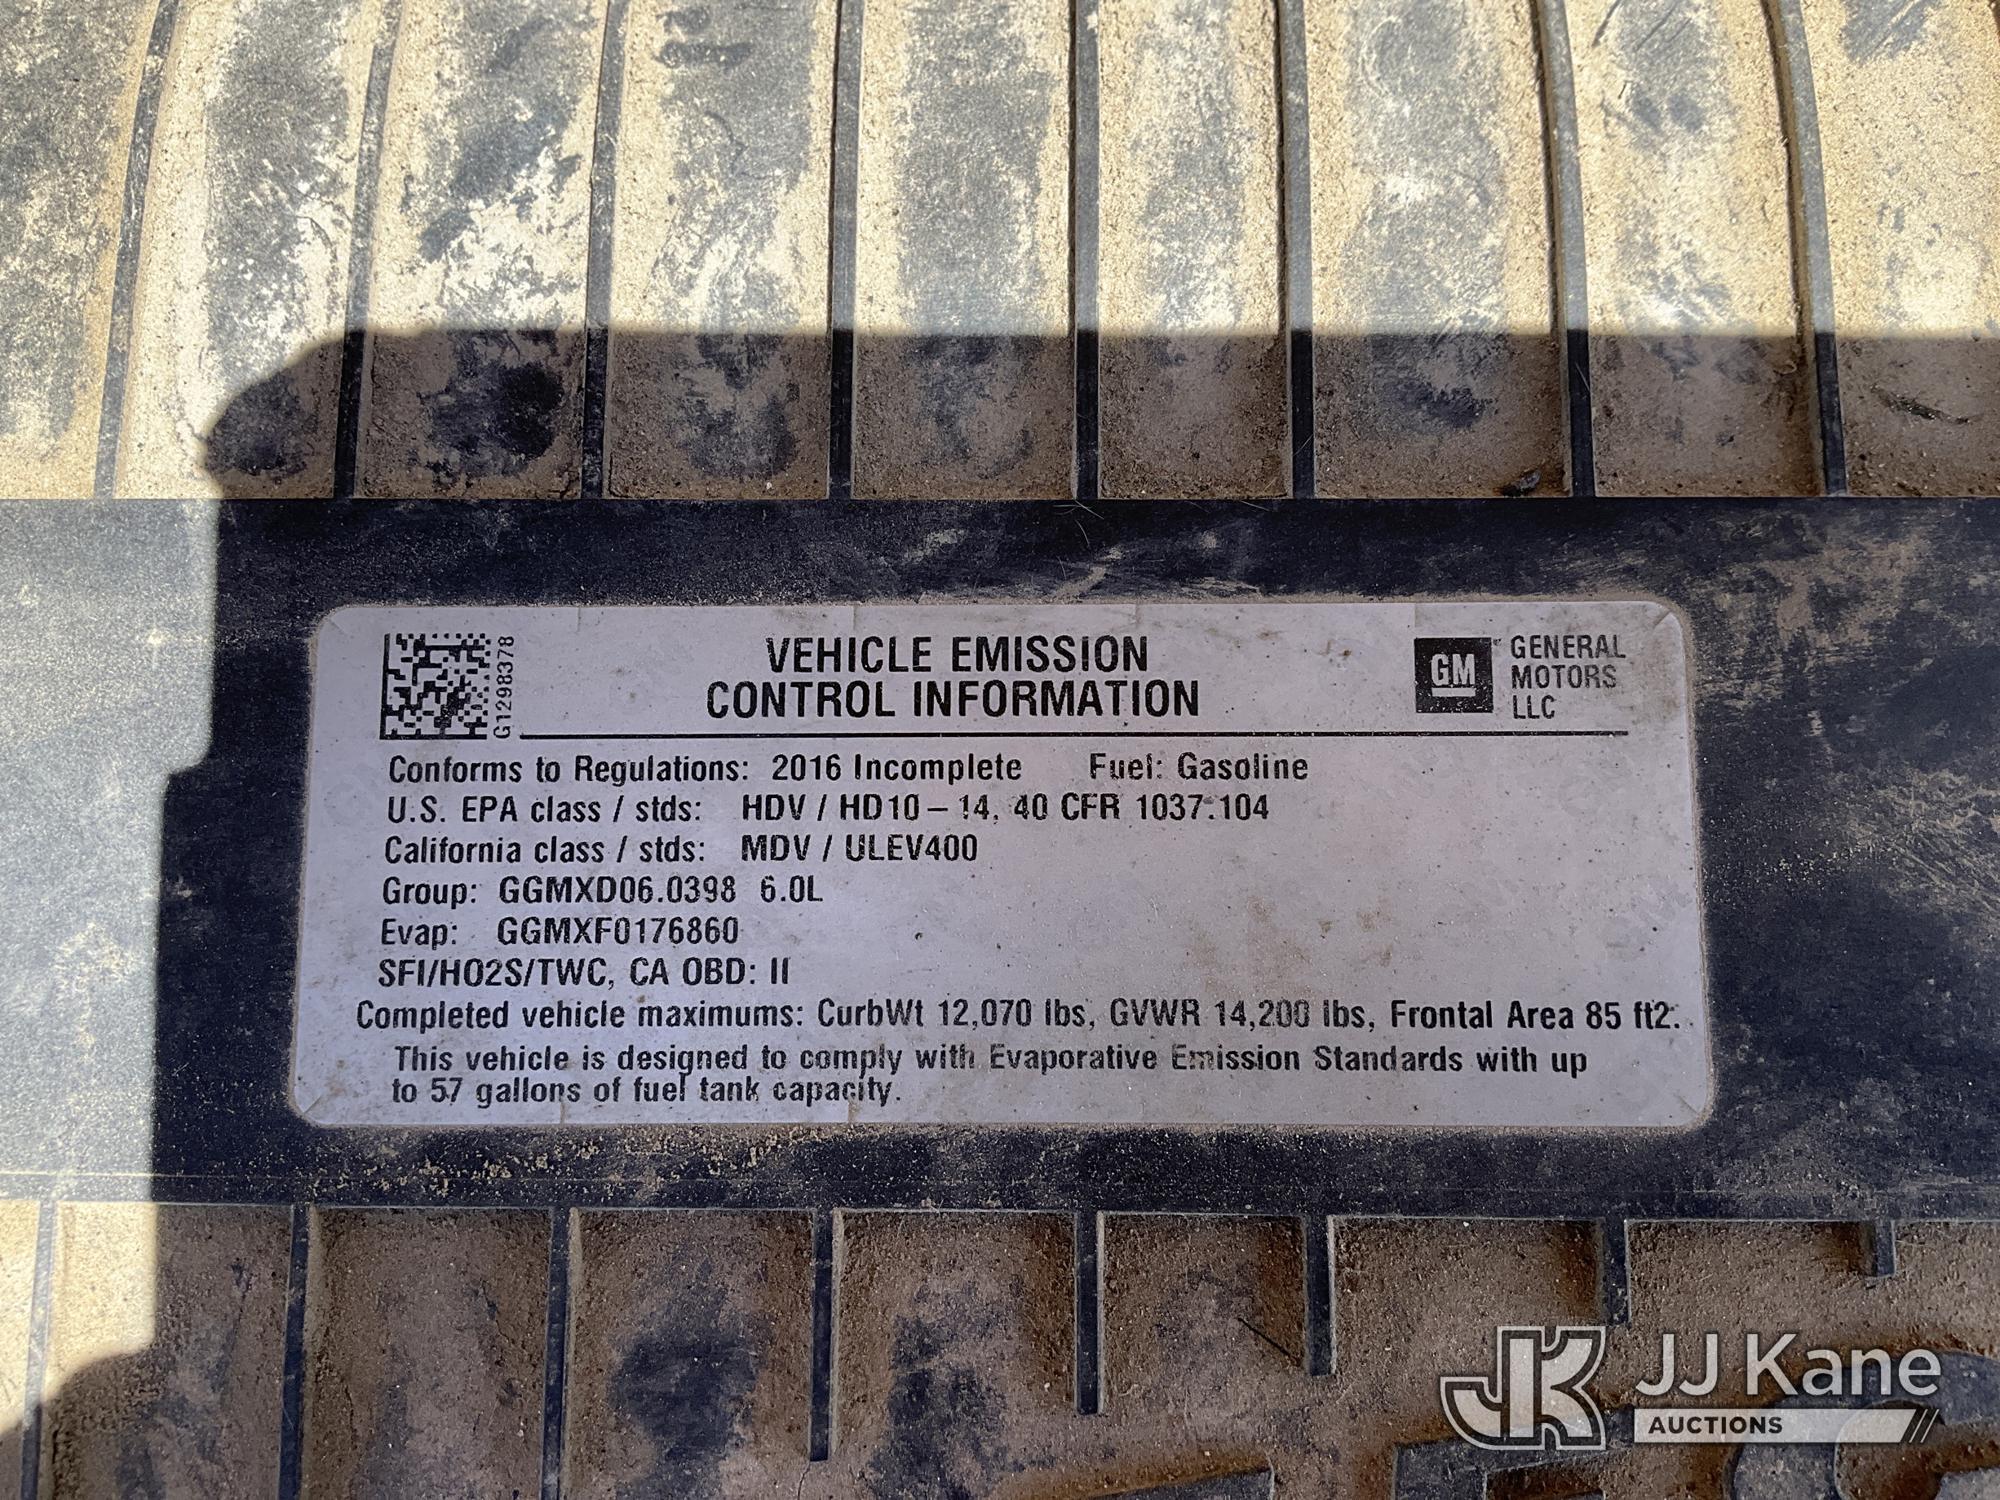 G12983378
VEHICLE EMISSION
CONTROL INFORMATION
GM
GENERAL
MOTORS
LLC
Conforms to Regulations: 2016 Incomplete Fuel: Gasoline
U.S. EPA class / stds: HDV / HD10 – 14, 40 CFR 1037.104
California class / stds: MDV / ULEV400
Group: GGMXD06.0398 6.0L
Evap: GGMXF0176860
SFI/HO2S/TWC, CA OBD: II
Completed vehicle maximums: CurbWt 12,070 lbs, GVWR 14,200 lbs, Frontal Area 85 ft2.
This vehicle is designed to comply with Evaporative Emission Standards with up
to 57 gallons of fuel tank capacity.
JK JJ Kane
AUCTIONS